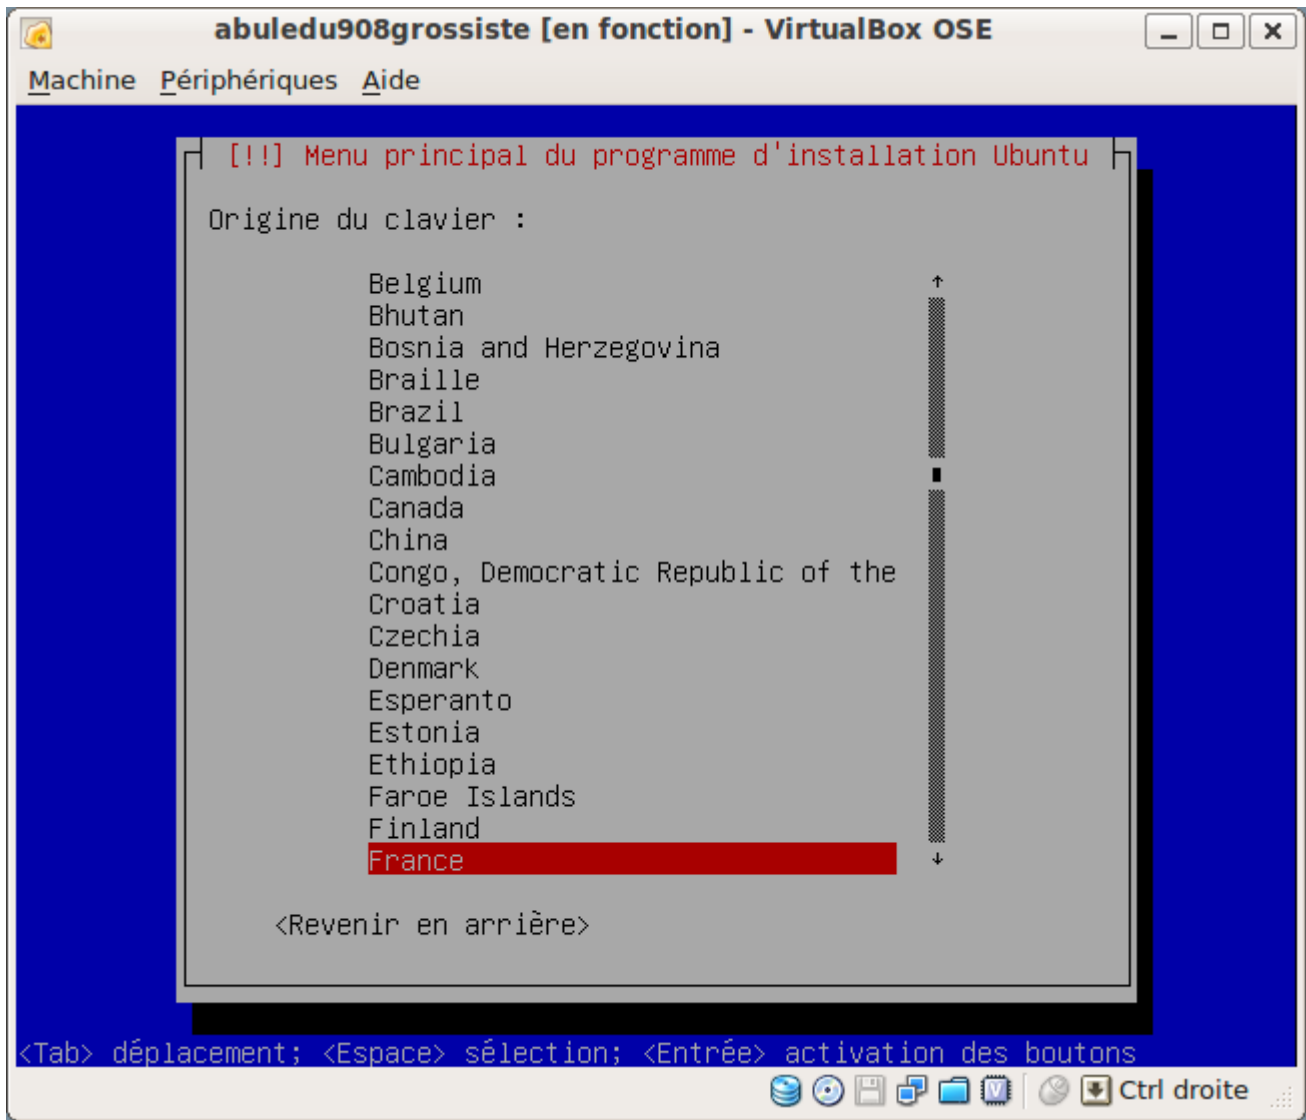 abuledu908grossiste [en fonction] - VirtualBox OSE
Machine Périphériques Aide
[!!] Menu principal du programme d'installation Ubuntu
Origine du clavier :
Belgium
Bhutan
Bosnia and Herzegovina
Braille
Brazil
Bulgaria
Cambodia
Canada
China
Congo, Democratic Republic of the
Croatia
Czechia
Denmark
Esperanto
Estonia
Ethiopia
Faroe Islands
Finland
France
<Revenir en arrière>
<Tab> déplacement; <Espace> sélection; <Entrée> activation des boutons
Ctrl droite